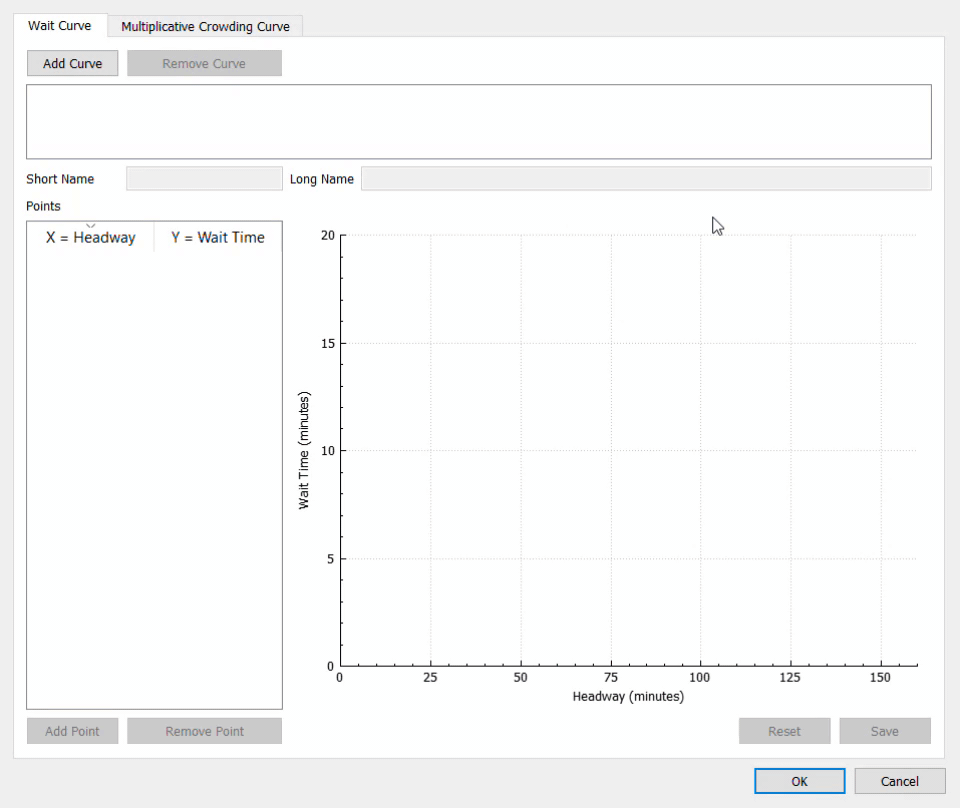 Wait Curve Multiplicative Crowding Curve
Add Curve Remove Curve
Short Name Long Name
Points
X = Headway Y = Wait Time
20
15
10
5
0
Wait Time (minutes)
0 25 50 75 100 125 150
Headway (minutes)
Add Point Remove Point Reset Save
OK Cancel